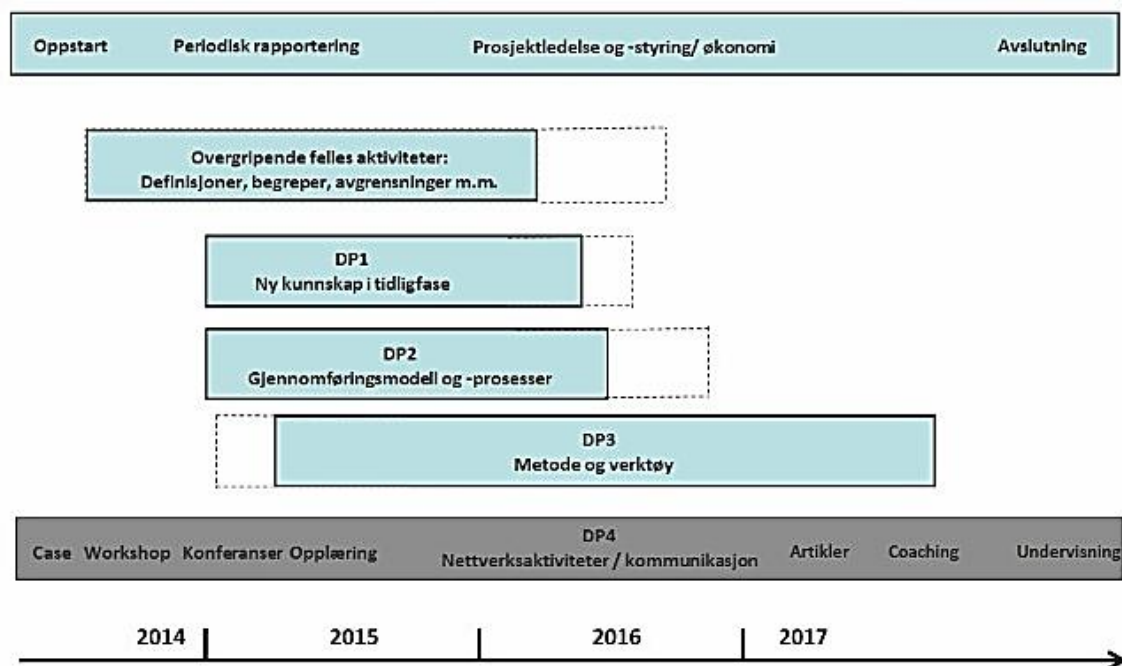 Oppstart Periodisk rapportering Prosjektledelse og -styring/ økonomi Avslutning
Overgripende felles aktiviteter:
Definisjoner, begreper, avgrensninger m.m.
DP1
Ny kunnskap i tidligfase
DP2
Gjennomføringsmodell og -prosesser
DP3
Metode og verktøy
DP4
Case Workshop Konferanser Opplæring Nettverksaktiviteter / kommunikasjon Artikler Coaching Undervisning
2014 2015 2016 2017